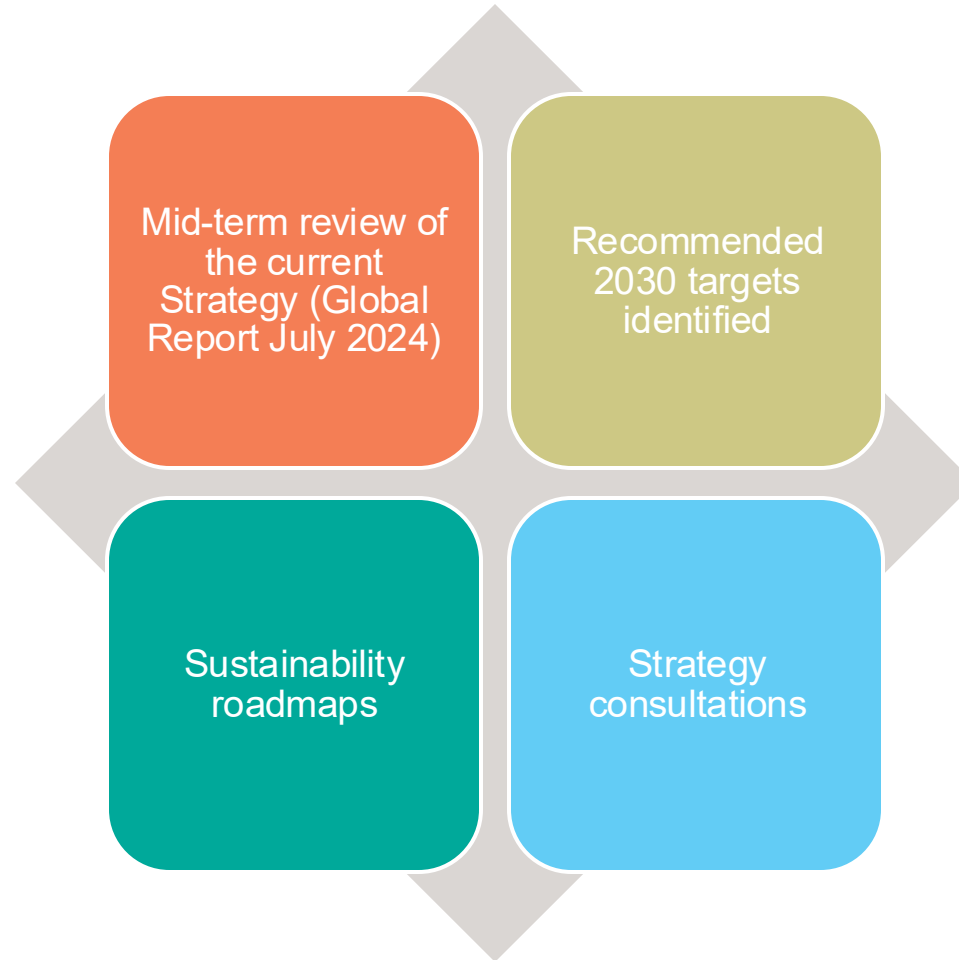 Mid-term review of
the current
Strategy (Global
Report July 2024)
Recommended
2030 targets
identified
Sustainability
roadmaps
Strategy
consultations